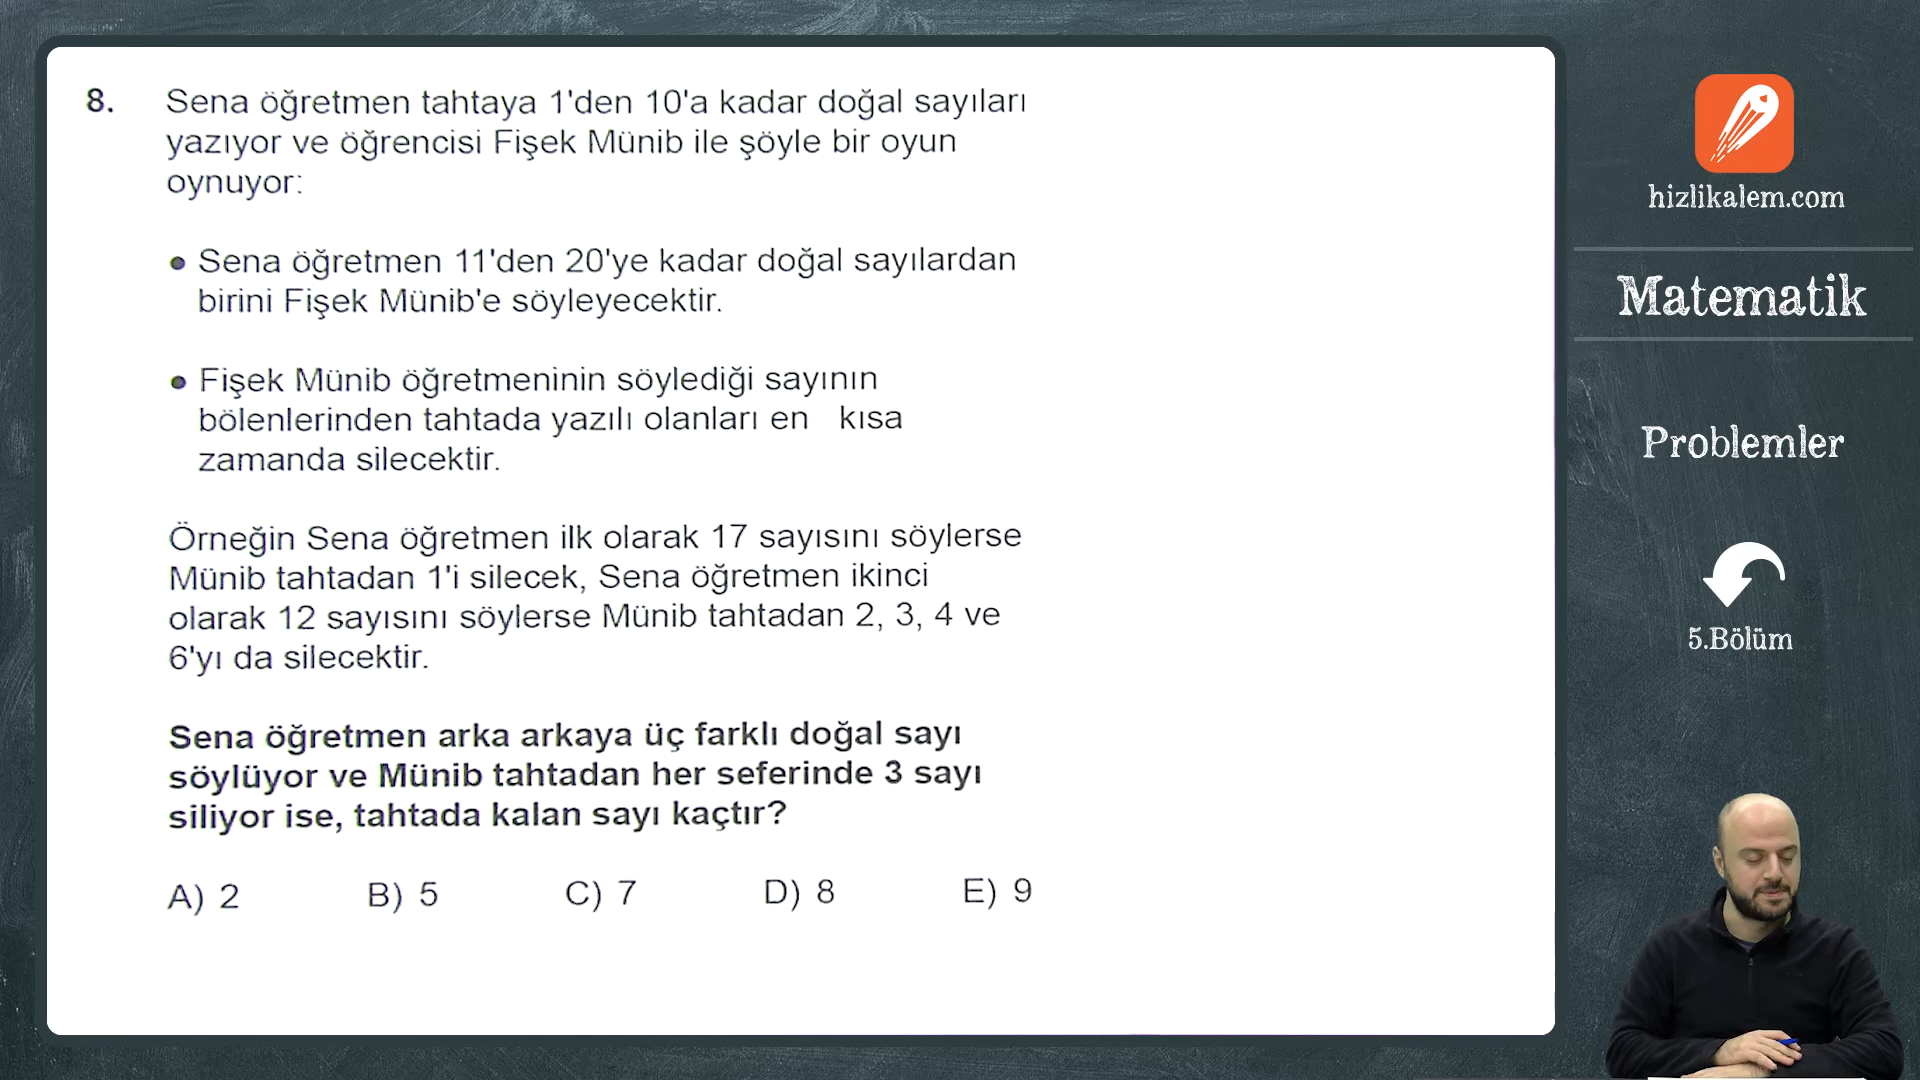 8. Sena öğretmen tahtaya 1'den 10'a kadar doğal sayıları
yazıyor ve öğrencisi Fişek Münib ile şöyle bir oyun
oynuyor:
• Sena öğretmen 11'den 20'ye kadar doğal sayılardan
birini Fişek Münib'e söyleyecektir.
• Fişek Münib öğretmeninin söylediği sayının
bölenlerinden tahtada yazılı olanları en kısa
zamanda silecektir.
Örneğin Sena öğretmen ilk olarak 17 sayısını söylerse
Münib tahtadan 1'i silecek, Sena öğretmen ikinci
olarak 12 sayısını söylerse Münib tahtadan 2, 3, 4 ve
6'yı da silecektir.
Sena öğretmen arka arkaya üç farklı doğal sayı
söylüyor ve Münib tahtadan her seferinde 3 sayı
siliyor ise, tahtada kalan sayı kaçtır?
A) 2 B) 5 C) 7 D) 8 E) 9
hizlikalem.com
Matematik
Problemler
5.Bölüm